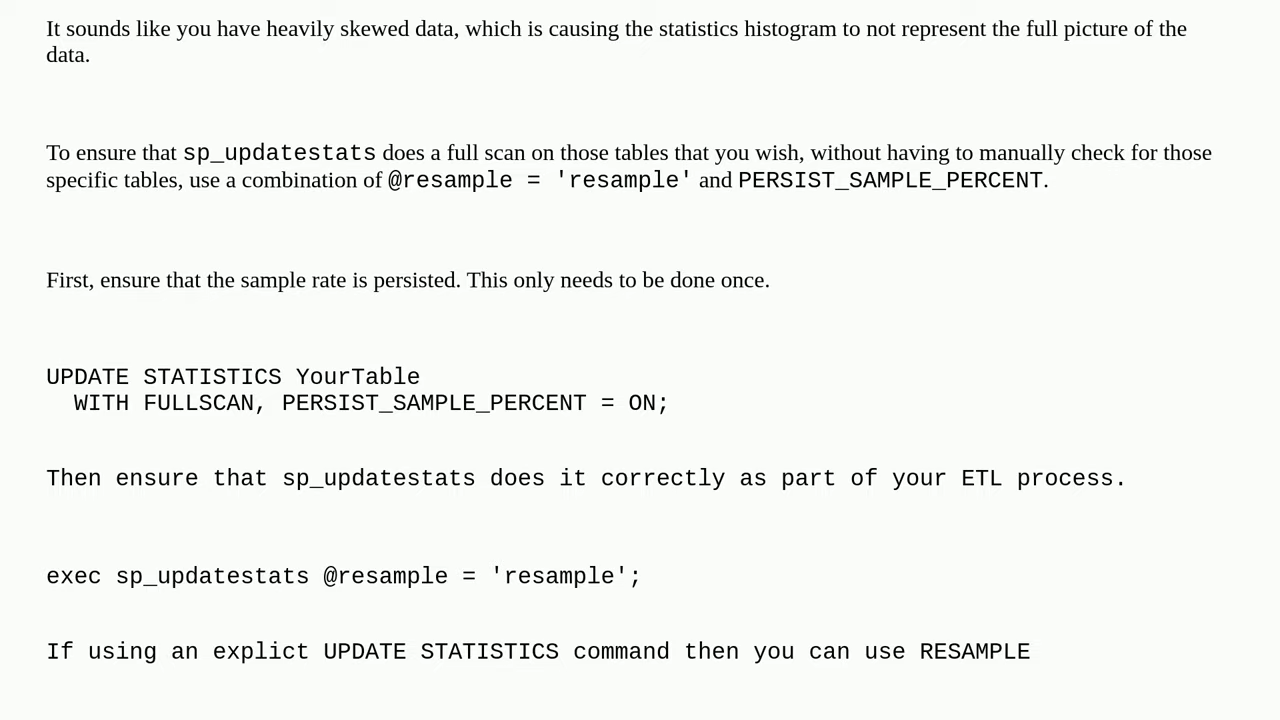 It sounds like you have heavily skewed data, which is causing the statistics histogram to not represent the full picture of the
data.
To ensure that sp_updatestats does a full scan on those tables that you wish, without having to manually check for those
specific tables, use a combination of @resample = 'resample' and PERSIST_SAMPLE_PERCENT.
First, ensure that the sample rate is persisted. This only needs to be done once.
UPDATE STATISTICS YourTable
  WITH FULLSCAN, PERSIST_SAMPLE_PERCENT = ON;
Then ensure that sp_updatestats does it correctly as part of your ETL process.
exec sp_updatestats @resample = 'resample';
If using an explict UPDATE STATISTICS command then you can use RESAMPLE